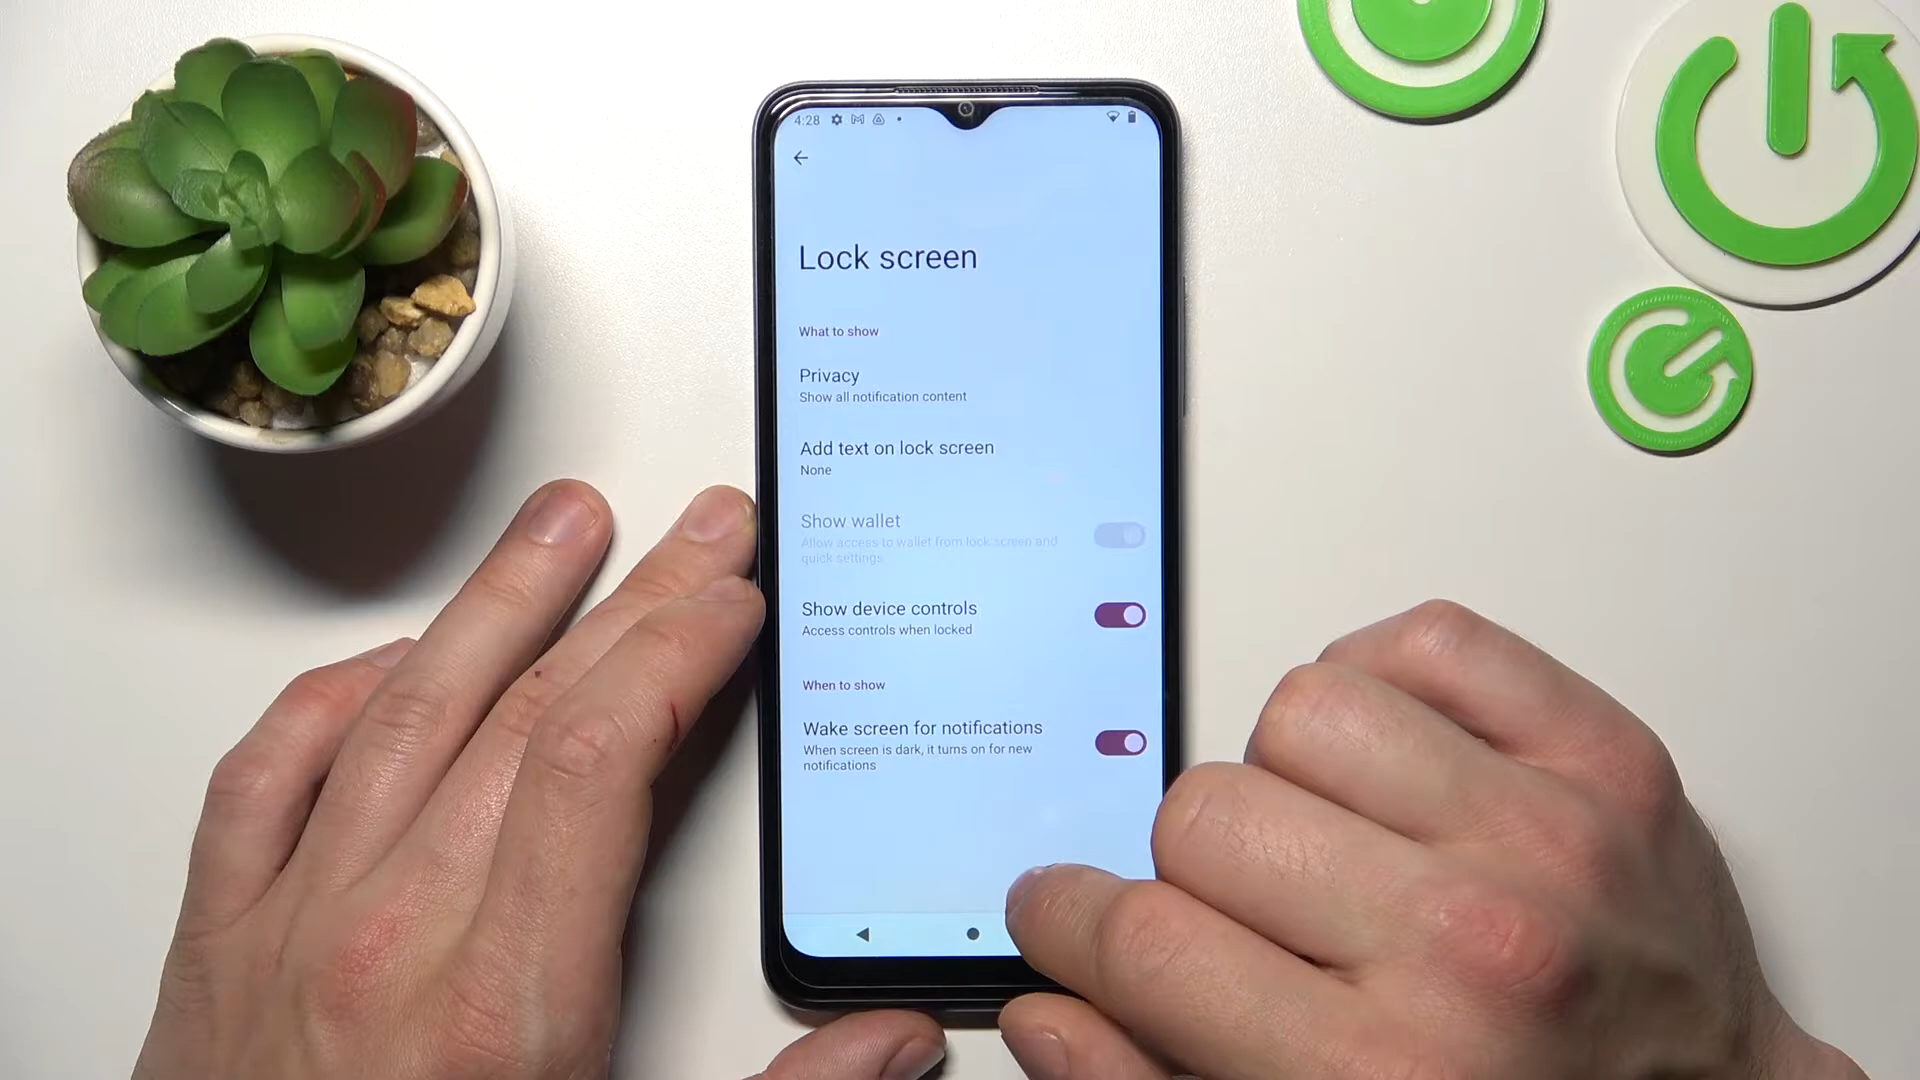 4:28
Lock screen
What to show
Privacy
Show all notification content
Add text on lock screen
None
Show wallet
Allow access to wallet from lock screen and
quick settings
Show device controls
Access controls when locked
When to show
Wake screen for notifications
When screen is dark, it turns on for new
notifications